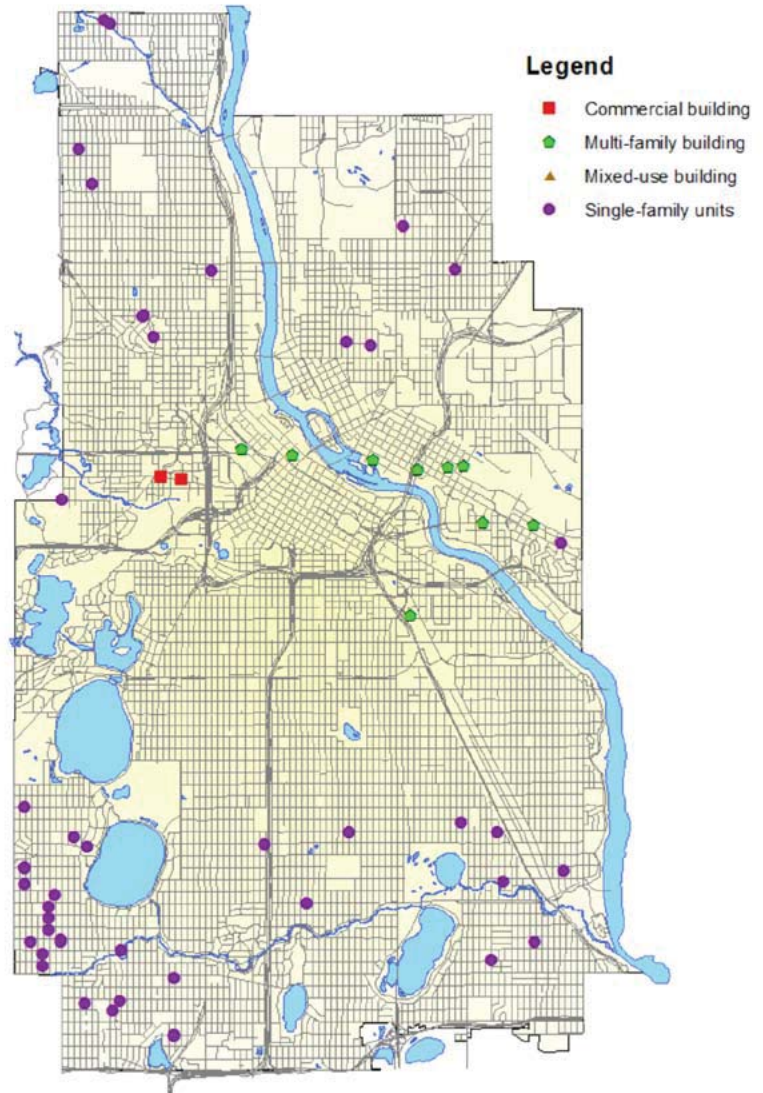 Legend
Commercial building
Multi-family building
Mixed-use building
Single-family units